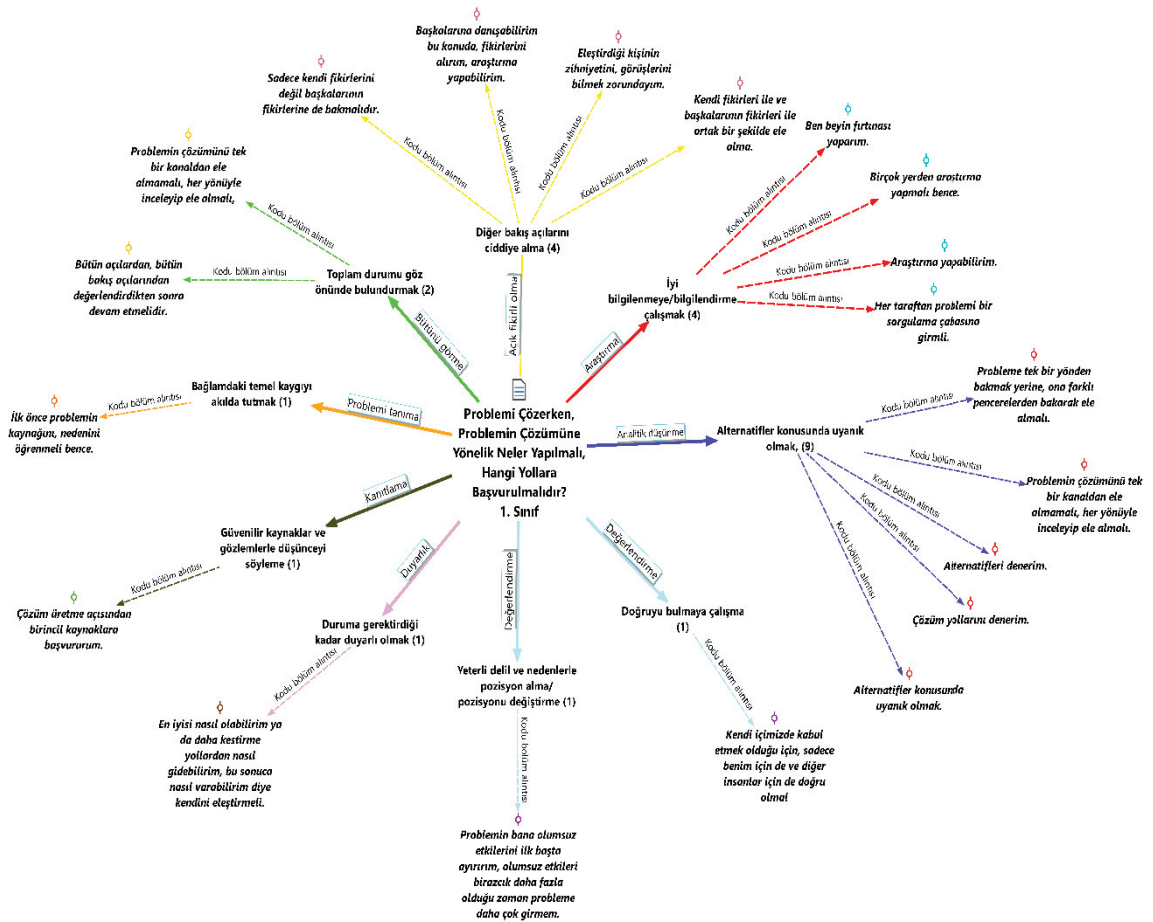 Başkalarına danışabilirim
bu konuda, fikirlerini
alırım, araştırma
yapabilirim.
Eleştirdiği kişinin
zihniyetini, görüşlerini
bilmek zorundayım.
Sadece kendi fikirlerini
değil başkalarının
fikirlerine de bakmalıdır.
Kendi fikirleri ile ve
başkalarının fikirleri ile
ortak bir şekilde ele
olma.
Kodu bölüm alıntısı
Kodu bölüm alıntısı
Kodu bölüm alıntısı
Kodu bölüm alıntısı
Diğer bakış açılarını
ciddiye alma (4)
Açık fikirli olma
Problemin çözümünü tek
bir kanaldan ele
almamalı, her yönüyle
inceleyip ele almalı,
Kodu bölüm alıntısı
Bütün açılardan, bütün
bakış açılarından
değerlendirdikten sonra
devam etmelidir.
Kodu bölüm alıntısı
Toplam durumu göz
önünde bulundurmak (2)
Bütünü görme
Ben beyin fırtınası
yaparım.
Kodu bölüm alıntısı
Birçok yerden araştırma
yapmalı bence.
Kodu bölüm alıntısı
Araştırma yapabilirim.
Kodu bölüm alıntısı
Her taraftan problemi bir
sorgulama çabasına
girmli.
Kodu bölüm alıntısı
İyi
bilgilenmeye/bilgilendirme
çalışmak (4)
Araştırma
Bağlamdaki temel kaygıyı
akılda tutmak (1)
Problemi tanıma
Kodu bölüm alıntısı
İlk önce problemin
kaynağun, nedenini
öğrenmeli bence.
Problemi Çözerken,
Problemin Çözümüne
Yönelik Neler Yapılmalı,
Hangi Yollara
Başvurulmalıdır?
1. Sınıf
Analitik düşünme
Alternatifler konusunda uyanık
olmak, (9)
Kodu bölüm alıntısı
Probleme tek bir yönden
bakmak yerine, ona farklı
pencerelerden bakarak ele
almalı.
Kodu bölüm alıntısı
Problemin çözümünü tek
bir kanaldan ele
almamalı, her yönüyle
inceleyip ele almalı.
Kodu bölüm alıntısı
Alternatifleri denerim.
Kodu bölüm alıntısı
Çözüm yollarını denerim.
Kodu bölüm alıntısı
Alternatifler konusunda
uyanık olmak.
Kanıtlama
Güvenilir kaynaklar ve
gözlemlerle düşünceyi
söyleme (1)
Kodu bölüm alıntısı
Çözüm üretme açısından
birincil kaynaklara
başvururum.
Duyarlık
Duruma gerektirdiği
kadar duyarlı olmak (1)
Kodu bölüm alıntısı
En iyisi nasıl olabilirim ya
da daha kestirme
yollardan nasıl
gidebilirim, bu sonuca
nasıl varabilirim diye
kendini eleştirmeli.
Değerlendirme
Yeterli delil ve nedenlerle
pozisyon alma/
pozisyonu değiştirme (1)
Kodu bölüm alıntısı
Problemin bana olumsuz
etkilerini ilk başta
ayırırım, olumsuz etkileri
birazcık daha fazla
olduğu zaman probleme
daha çok girmem.
Değerlendirme
Doğruyu bulmaya çalışma
(1)
Kodu bölüm alıntısı
Kendi içimizde kabul
etmek olduğu için, sadece
benim için de ve diğer
insanlar için de doğru
olmal